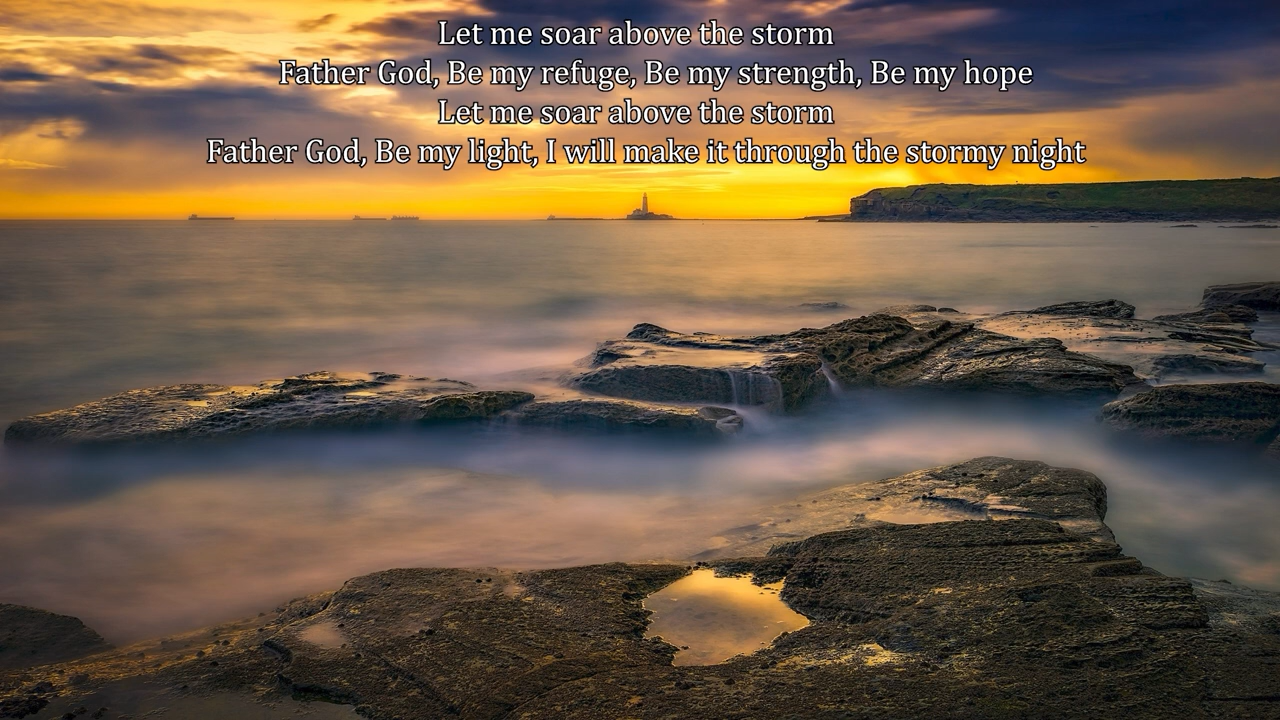 Let me soar above the storm
Father God, Be my refuge, Be my strength, Be my hope
Let me soar above the storm
Father God, Be my light, I will make it through the stormy night